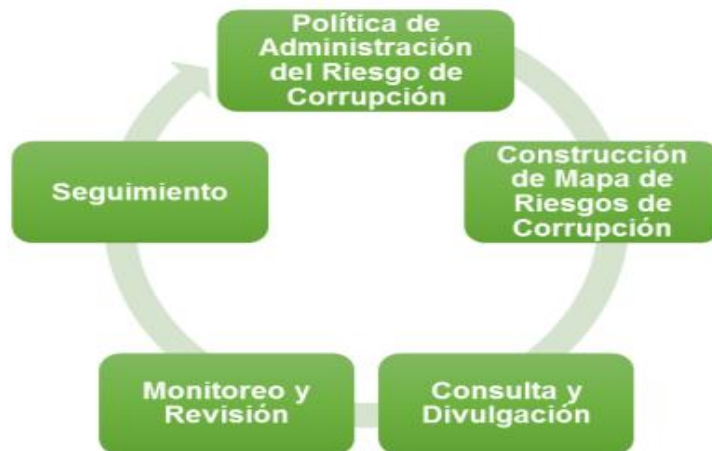 Política de
Administración
del Riesgo de
Corrupción
Construcción
de Mapa de
Riesgos de
Corrupción
Consulta y
Divulgación
Monitoreo y
Revisión
Seguimiento